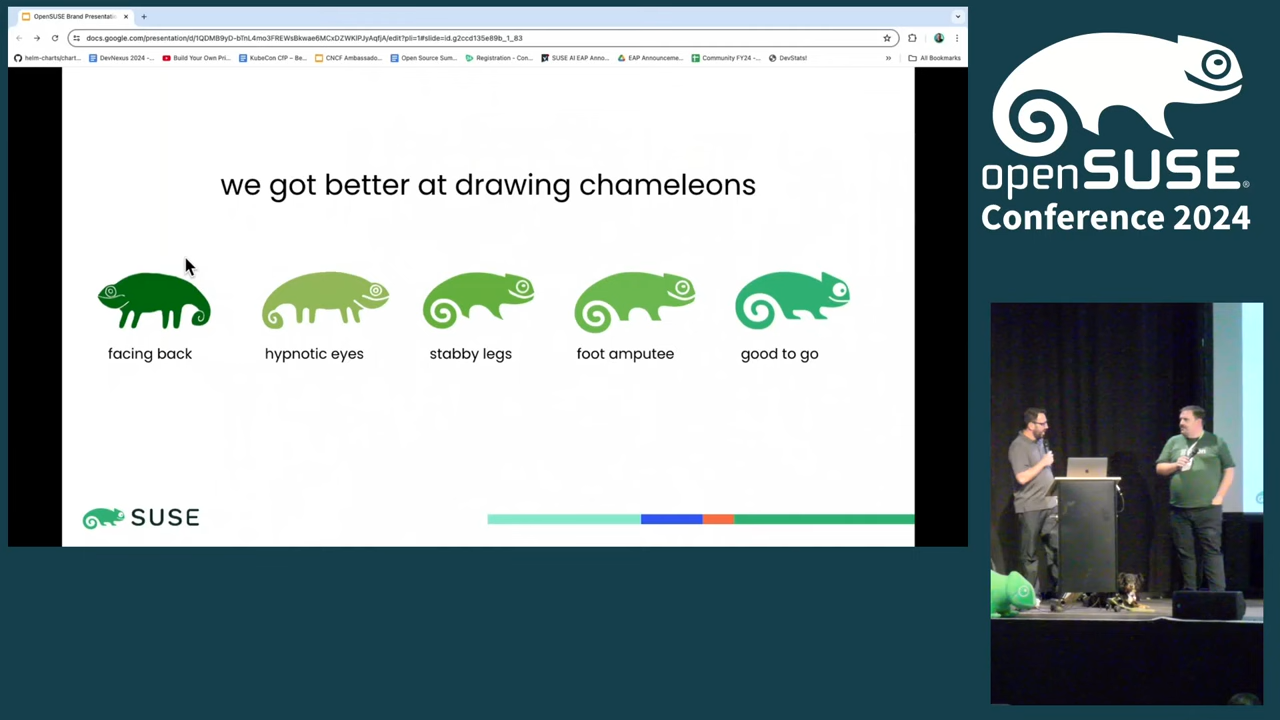 OpenSUSE Brand Presentati
docs.google.com/presentation/d/1QDMB9yD-bTnL4mo3FREWsBkwae6MCxDZWKIPJyAqfjA/edit?pli=1#slide=id.g2ccd135e89b_1_83
helm-charts/chart...
DevNexus 2024 -...
Build Your Own Pri...
KubeCon CfP – Be...
CNCF Ambassado...
Open Source Sum...
Registration - Con...
SUSE AI EAP Anno...
EAP Announceme...
Community FY24 -...
DevStats!
»
All Bookmarks
we got better at drawing chameleons
facing back
hypnotic eyes
stabby legs
foot amputee
good to go
SUSE
openSUSE®
Conference 2024